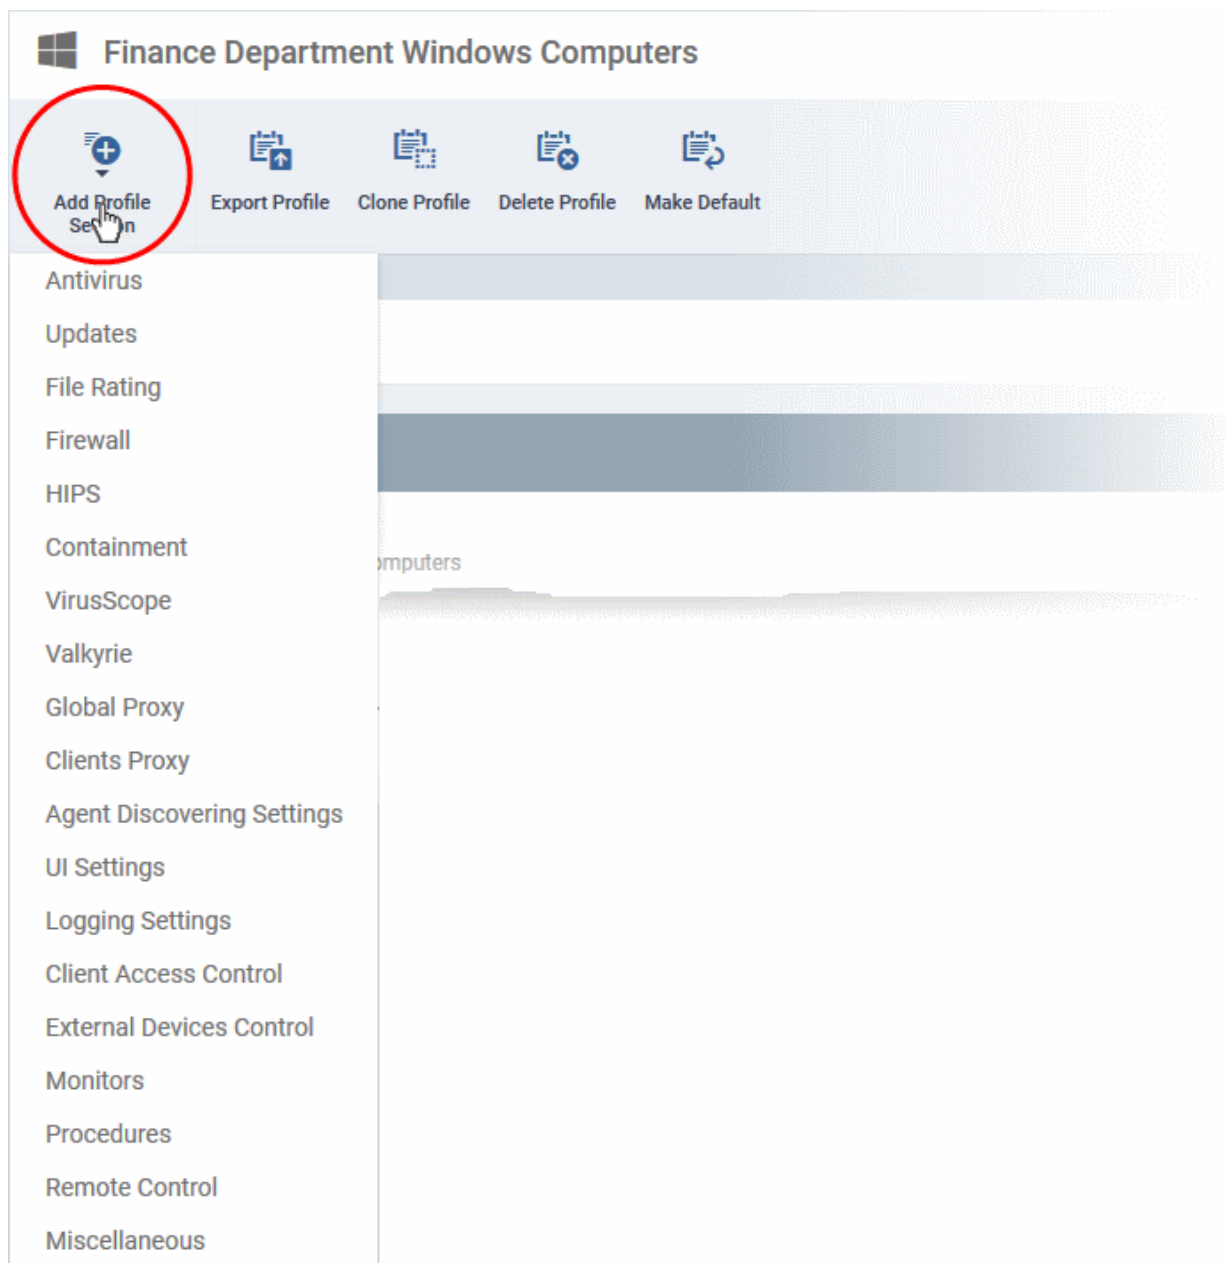 Finance Department Windows Computers
Add Profile
Export Profile
Clone Profile
Delete Profile
Make Default
Antivirus
Updates
File Rating
Firewall
HIPS
Containment
VirusScope
Valkyrie
Global Proxy
Clients Proxy
Agent Discovering Settings
UI Settings
Logging Settings
Client Access Control
External Devices Control
Monitors
Procedures
Remote Control
Miscellaneous